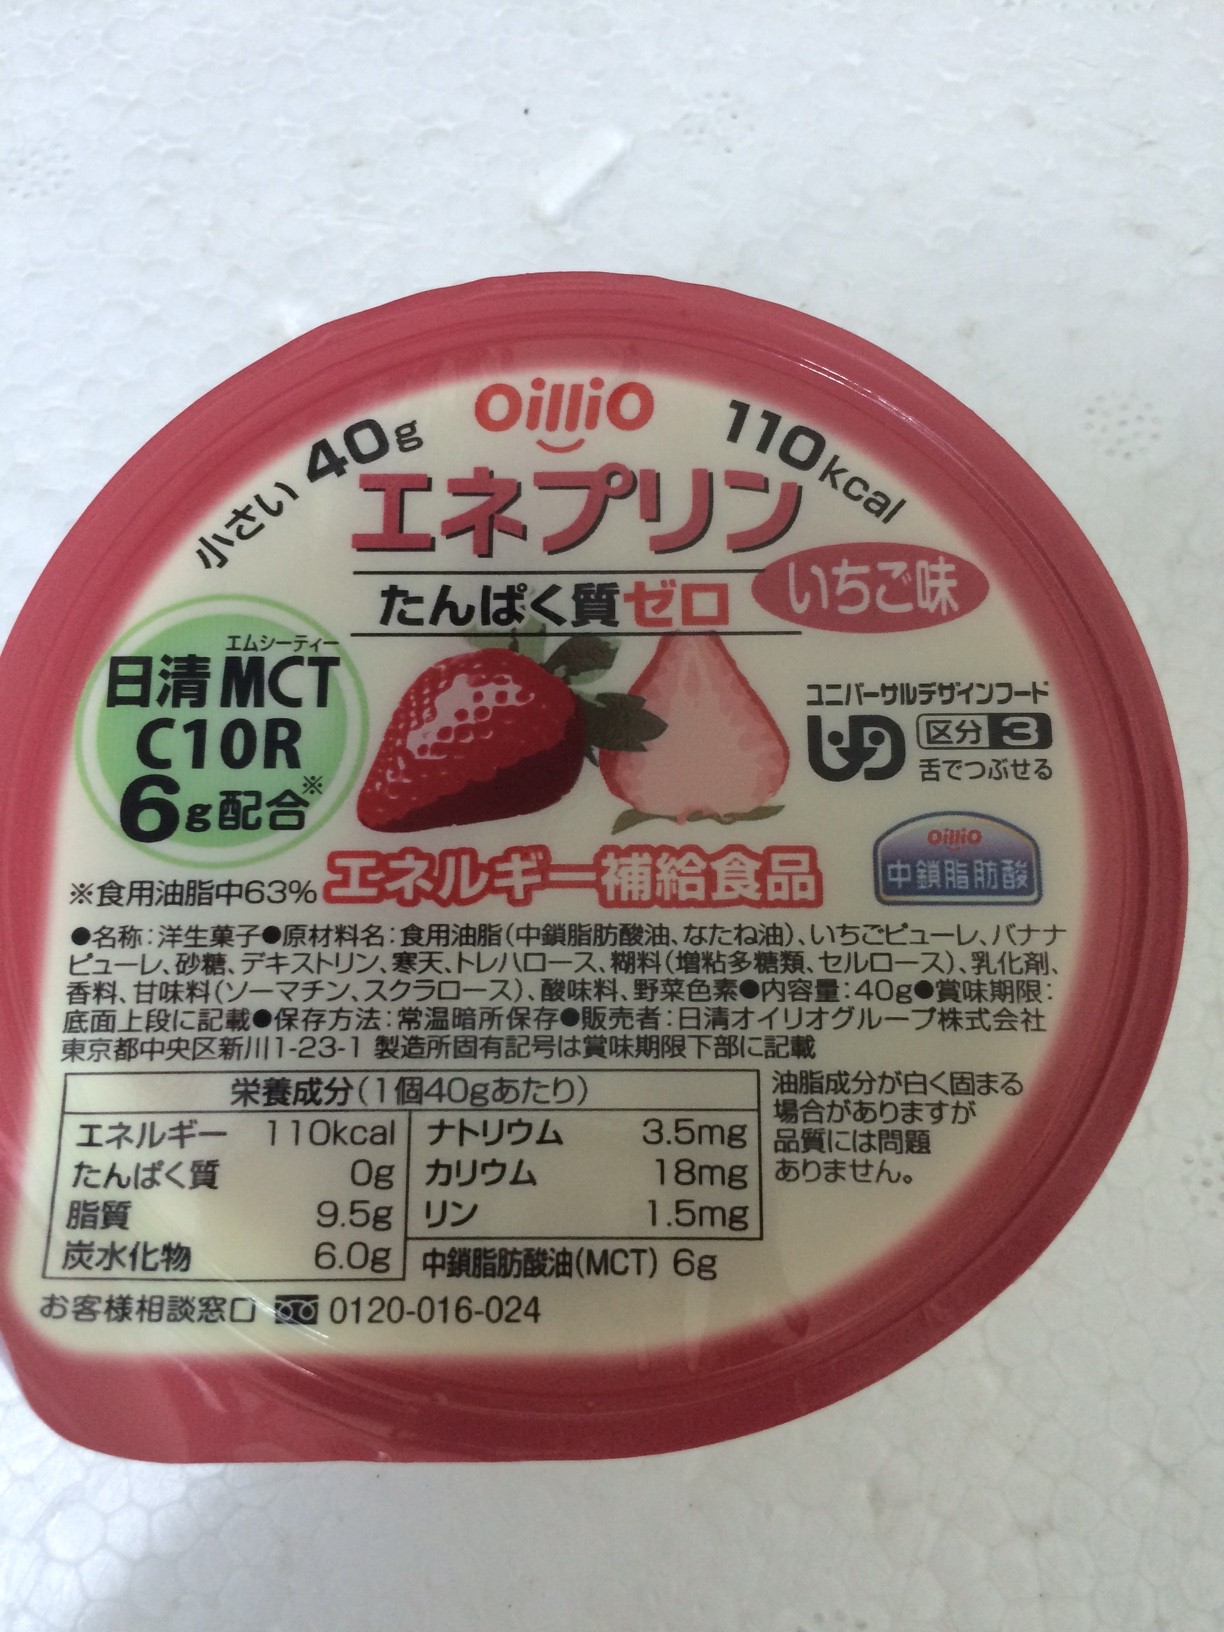 OilliO
小さい 40g
110kcal
エネプリン
たんぱく質ゼロ
いちご味
エムシーティー
日清MCT
C10R
6g配合※
ユニバーサルデザインフード
UD 区分 3
舌でつぶせる
OilliO
中鎖脂肪酸
※食用油脂中63%
エネルギー補給食品
●名称:洋生菓子●原材料名:食用油脂(中鎖脂肪酸油、なたね油)、いちごピューレ、バナナ
ピューレ、砂糖、デキストリン、寒天、トレハロース、糊料(増粘多糖類、セルロース)、乳化剤、
香料、甘味料(ソーマチン、スクラロース)、酸味料、野菜色素●内容量:40g●賞味期限:
底面上段に記載●保存方法:常温暗所保存●販売者:日清オイリオグループ株式会社
東京都中央区新川1-23-1 製造所固有記号は賞味期限下部に記載
栄養成分(1個40gあたり)
エネルギー 110kcal ナトリウム 3.5mg
たんぱく質 0g カリウム 18mg
脂質 9.5g リン 1.5mg
炭水化物 6.0g 中鎖脂肪酸油(MCT) 6g
油脂成分が白く固まる
場合がありますが
品質には問題
ありません。
お客様相談窓口 0120-016-024